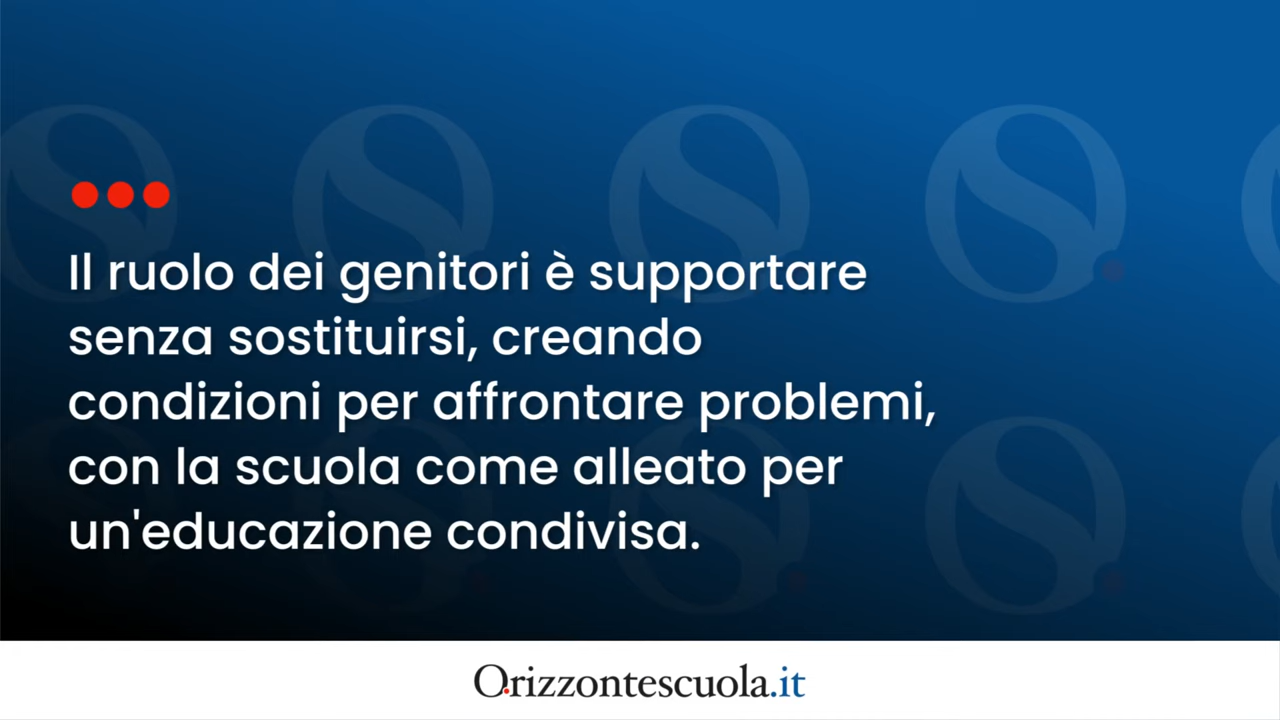 Il ruolo dei genitori è supportare
senza sostituirsi, creando
condizioni per affrontare problemi,
con la scuola come alleato per
un'educazione condivisa.
Orizzontescuola.it